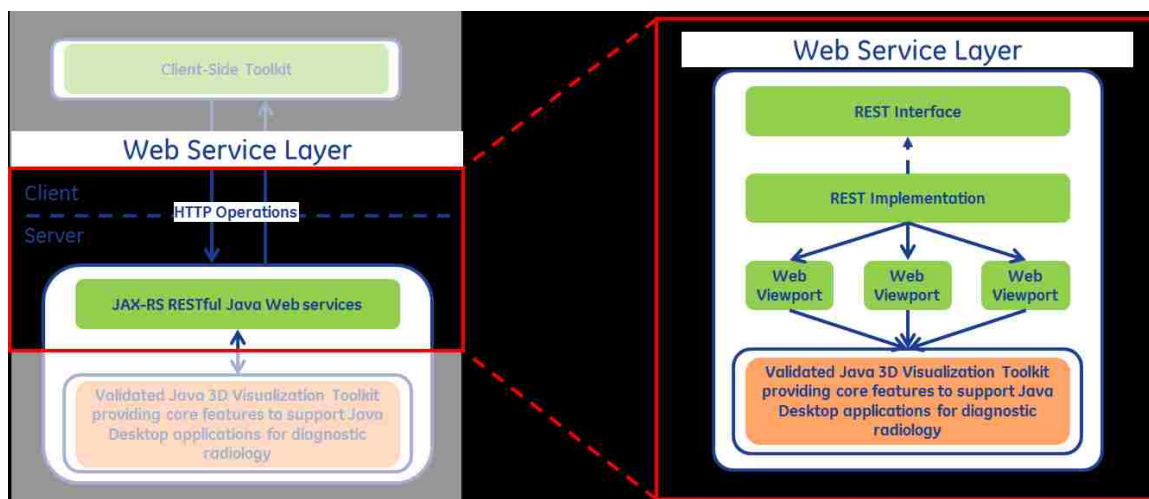 Client-Side Toolkit
Web Service Layer
Client
HTTP Operations
Server
JAX-RS RESTful Java Web services
Validated Java 3D Visualization Toolkit
providing core features to support Java
Desktop applications for diagnostic
radiology
Web Service Layer
REST Interface
REST Implementation
Web
Viewport
Web
Viewport
Web
Viewport
Validated Java 3D Visualization Toolkit
providing core features to support Java
Desktop applications for diagnostic
radiology